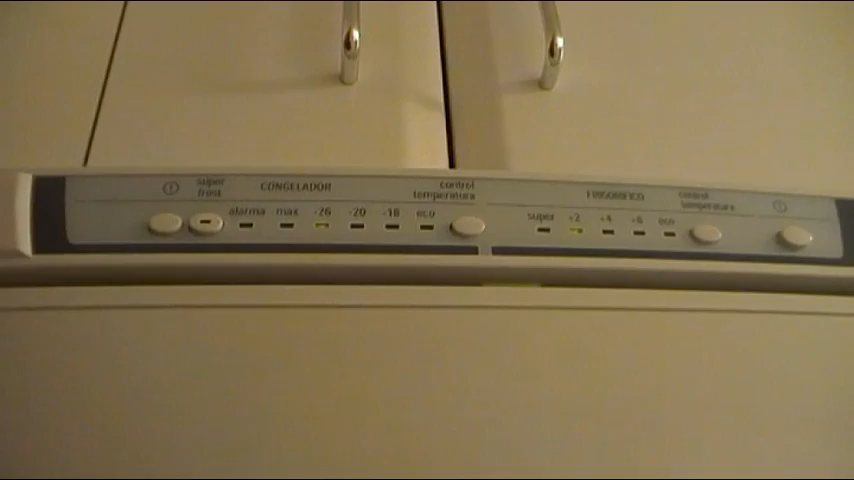 super
frost
CONGELADOR
control
temperatura
alarma max -26 -20 -18 eco
FRIGORIFICO
control
temperatura
super +2 +4 +6 eco